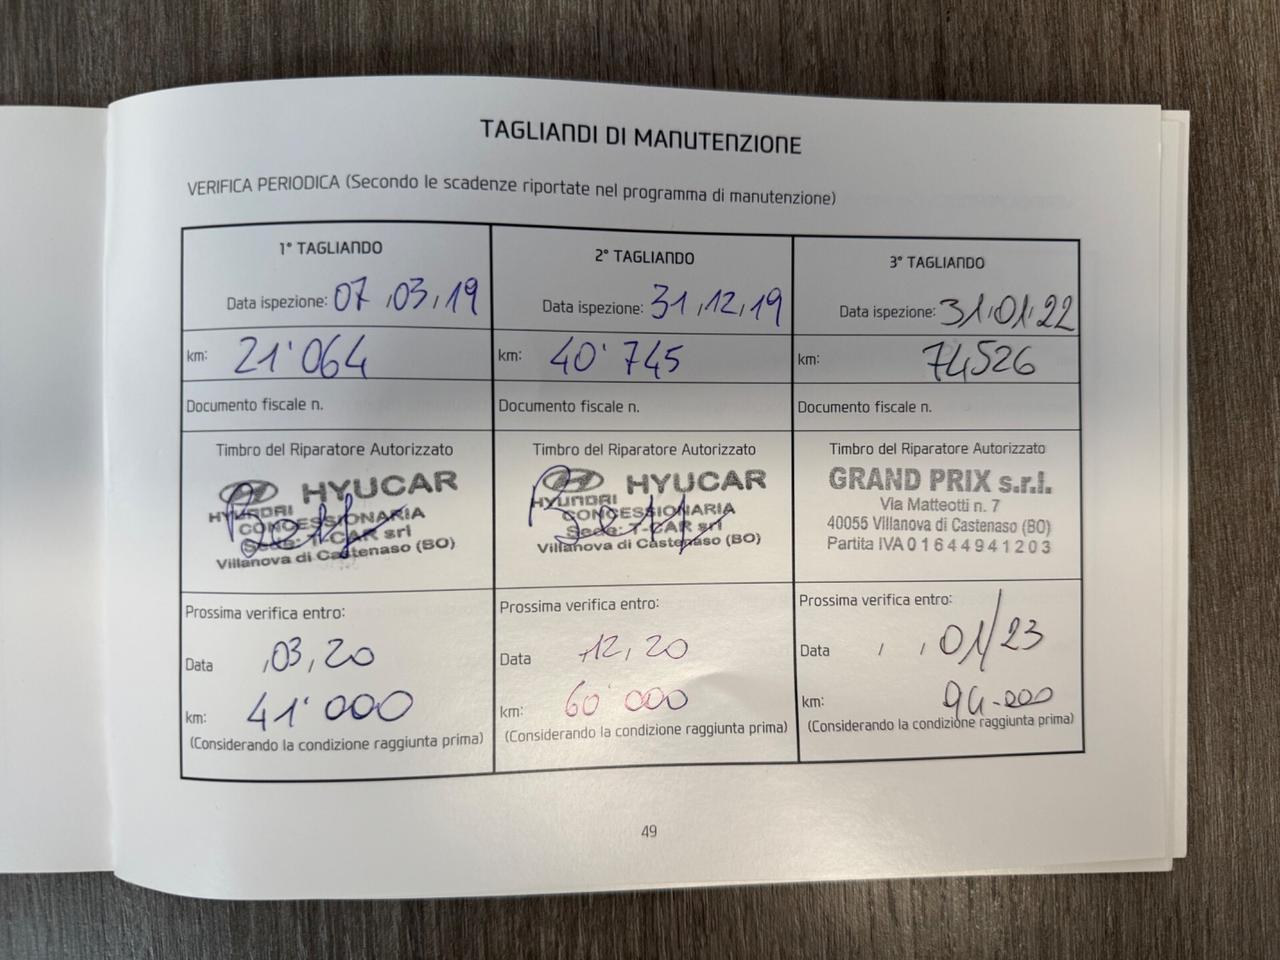 TAGLIANDI DI MANUTENZIONE
VERIFICA PERIODICA (Secondo le scadenze riportate nel programma di manutenzione)
1° TAGLIANDO
Data ispezione: 07,03,19
km: 21'064
Documento fiscale n.
Timbro del Riparatore Autorizzato
HYUCAR
HYUNDAI
CONCESSIONARIA
Sede: T-CAR srl
Villanova di Castenaso (BO)
Prossima verifica entro:
Data ,03,20
km: 41'000
(Considerando la condizione raggiunta prima)
2° TAGLIANDO
Data ispezione: 31,12,19
km: 40'745
Documento fiscale n.
Timbro del Riparatore Autorizzato
HYUCAR
HYUNDAI
CONCESSIONARIA
Sede: T-CAR srl
Villanova di Castenaso (BO)
Prossima verifica entro:
Data ,12,20
km: 60'000
(Considerando la condizione raggiunta prima)
3° TAGLIANDO
Data ispezione: 31,01,22
km: 74526
Documento fiscale n.
Timbro del Riparatore Autorizzato
GRAND PRIX s.r.l.
Via Matteotti n. 7
40055 Villanova di Castenaso (BO)
Partita IVA 01644941203
Prossima verifica entro:
Data , , 01/23
km: 94.000
(Considerando la condizione raggiunta prima)
49